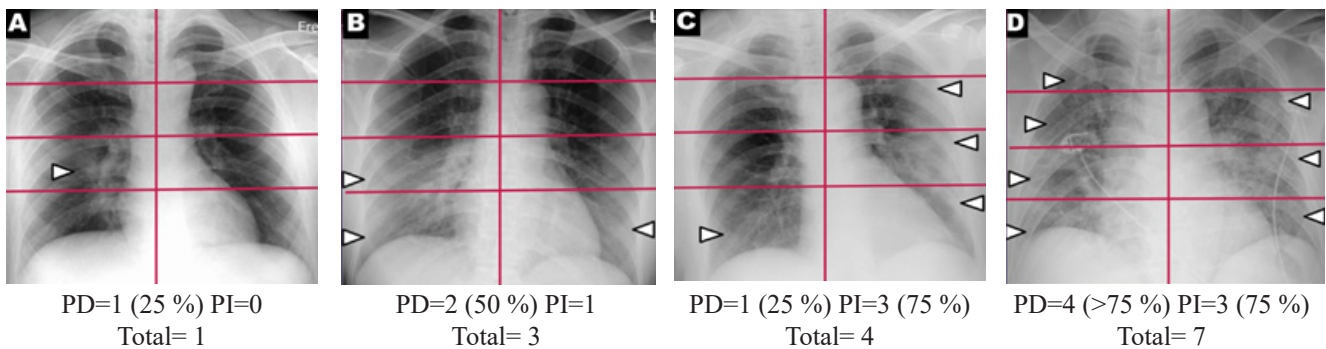 A
Ere
B
L
C
D
PD=1 (25 %) PI=0
Total= 1
PD=2 (50 %) PI=1
Total= 3
PD=1 (25 %) PI=3 (75 %)
Total= 4
PD=4 (>75 %) PI=3 (75 %)
Total= 7